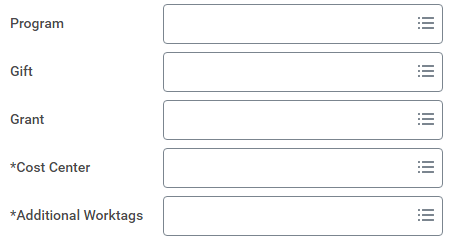 Program
Gift
Grant
*Cost Center
*Additional Worktags